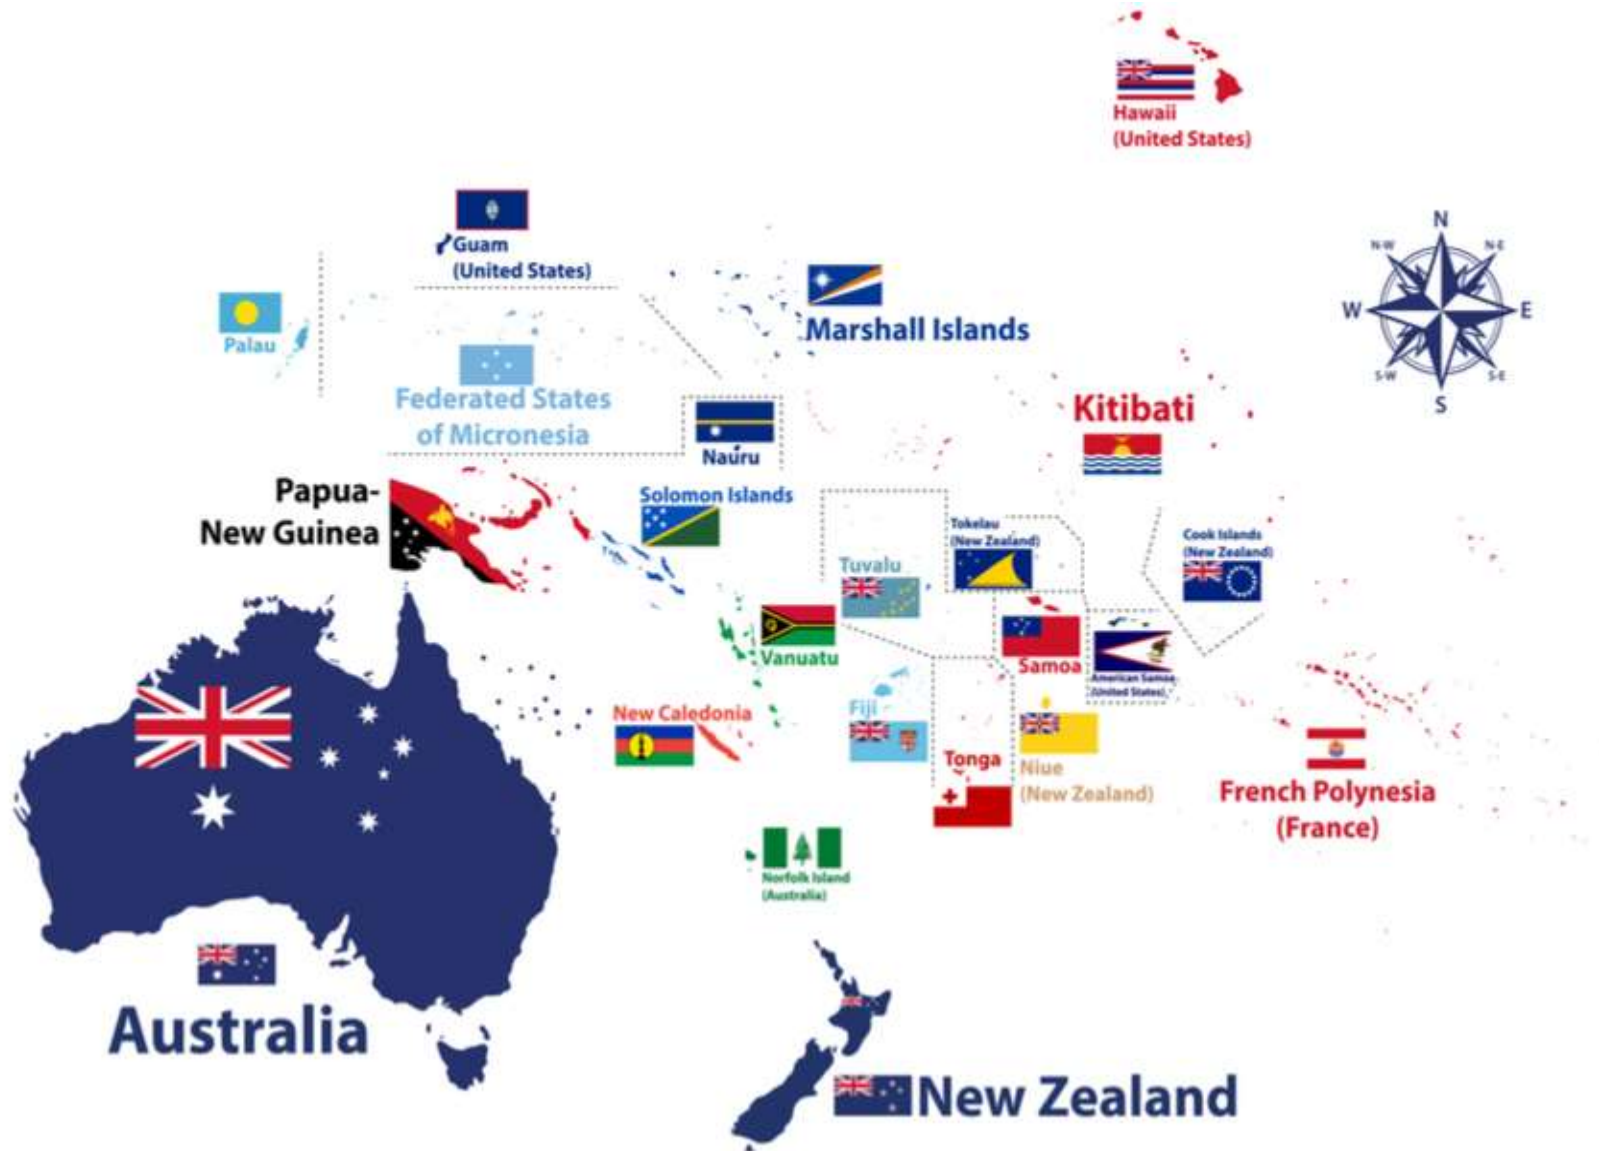 Hawaii
(United States)
Guam
(United States)
N
N-W
N-E
W
E
S-W
S-E
S
Palau
Marshall Islands
Federated States
of Micronesia
Kitibati
Nauru
Papua-
New Guinea
Solomon Islands
Tokelau
(New Zealand)
Cook Islands
(New Zealand)
Tuvalu
Vanuatu
Samoa
American Samoa
(United States)
New Caledonia
Fiji
Tonga
Niue
(New Zealand)
French Polynesia
(France)
Norfolk Island
(Australia)
Australia
New Zealand